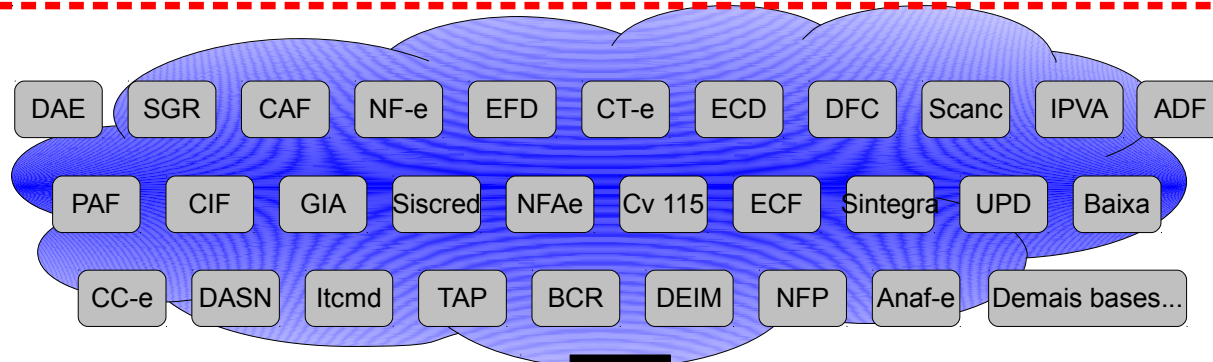 DAE SGR CAF NF-e EFD CT-e ECD DFC Scanc IPVA ADF
PAF CIF GIA Siscred NFAe Cv 115 ECF Sintegra UPD Baixa
CC-e DASN Itcmd TAP BCR DEIM NFP Anaf-e Demais bases...